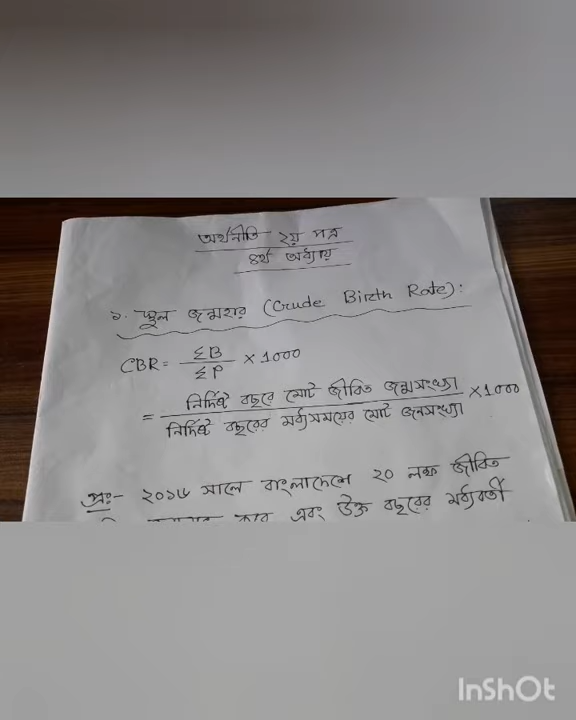 অর্থনীতি ২য় পত্র
৪র্থ অধ্যায়
১. স্থুল জন্মহার (Crude Birth Rate):
CBR = ΣB / ΣP × 1000
= নির্দিষ্ট বছরে মোট জীবিত জন্মসংখ্যা / নির্দিষ্ট বছরের মধ্যসময়ের মোট জনসংখ্যা × 1000
প্রঃ- ২০১৬ সালে বাংলাদেশে ২০ লক্ষ জীবিত
এবং উক্ত বছরের মধ্যবর্তী
InShOt